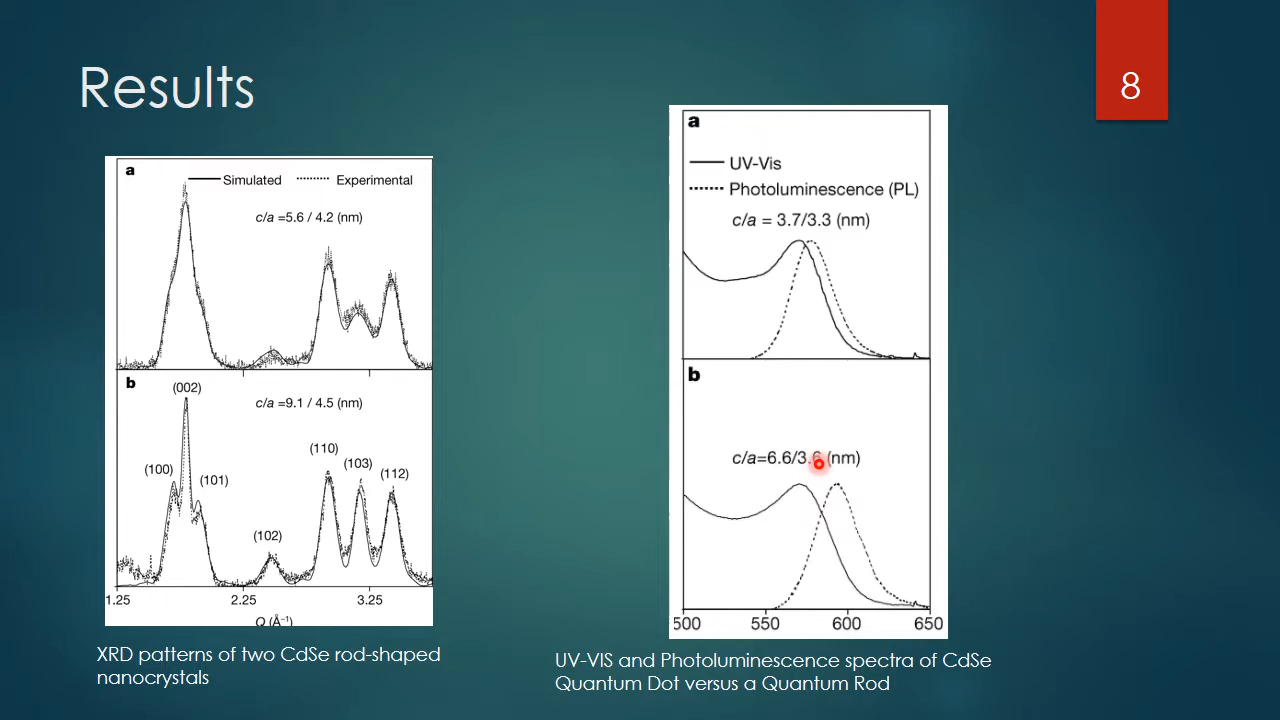 Results
8
a
Simulated
Experimental
c/a =5.6 / 4.2 (nm)
b
(002)
c/a =9.1 / 4.5 (nm)
(110)
(100)
(103)
(101)
(112)
(102)
1.25
2.25
3.25
Q (Å⁻¹)
XRD patterns of two CdSe rod-shaped
nanocrystals
a
UV-Vis
Photoluminescence (PL)
c/a = 3.7/3.3 (nm)
b
c/a=6.6/3.6 (nm)
500
550
600
650
UV-VIS and Photoluminescence spectra of CdSe
Quantum Dot versus a Quantum Rod